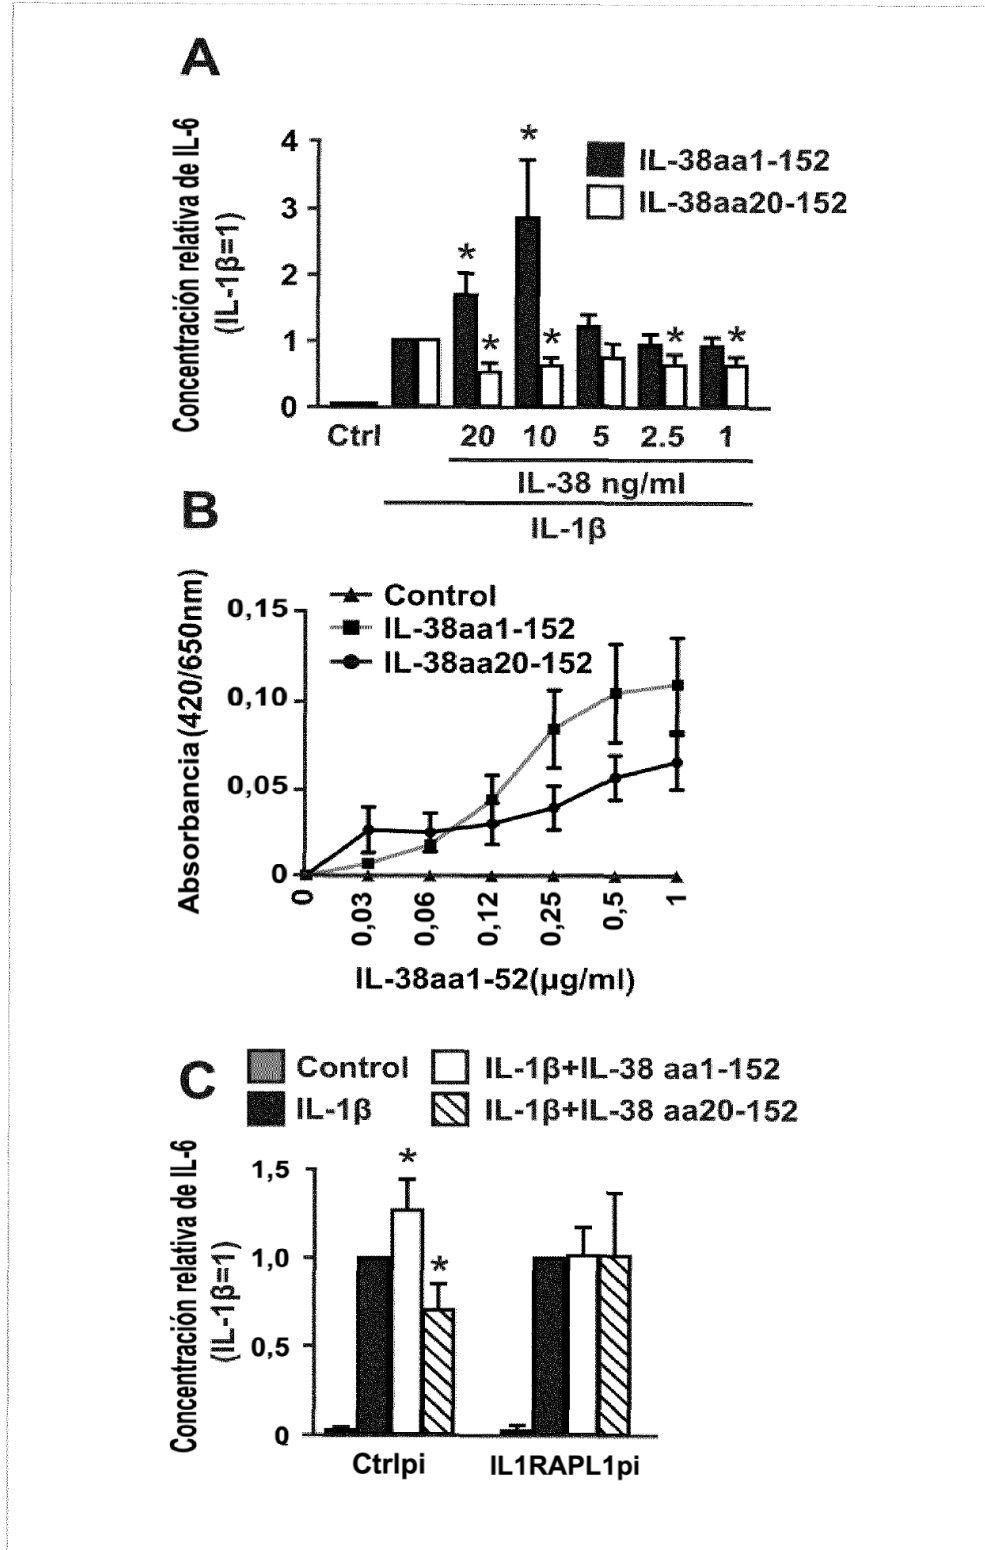 A
Concentración relativa de IL-6
(IL-1β=1)
4
3
2
1
0
*
*
*
*
*
*
IL-38aa1-152
IL-38aa20-152
Ctrl 20 10 5 2.5 1
IL-38 ng/ml
IL-1β
B
Absorbancia (420/650nm)
0,15
0,10
0,05
0
Control
IL-38aa1-152
IL-38aa20-152
0 0,03 0,06 0,12 0,25 0,5 1
IL-38aa1-52(µg/ml)
C
Control
IL-1β
IL-1β+IL-38 aa1-152
IL-1β+IL-38 aa20-152
Concentración relativa de IL-6
(IL-1β=1)
1,5
1,0
0,5
0
*
*
Ctrlpi IL1RAPL1pi